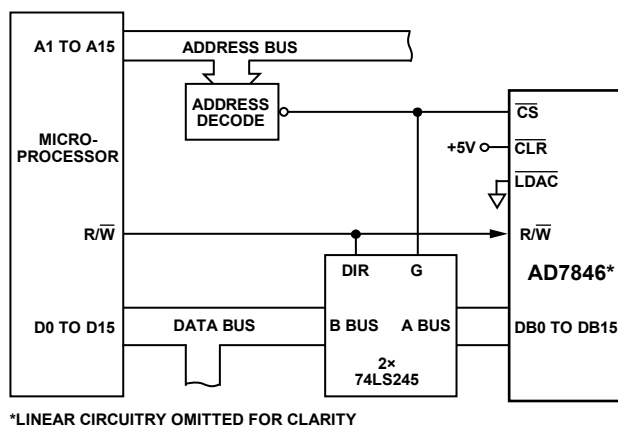 A1 TO A15
ADDRESS BUS
ADDRESS
DECODE
MICRO-
PROCESSOR
+5V
CS
CLR
LDAC
R/W
R/W
DIR
G
AD7846*
D0 TO D15
DATA BUS
B BUS
A BUS
DB0 TO DB15
2×
74LS245
*LINEAR CIRCUITRY OMITTED FOR CLARITY